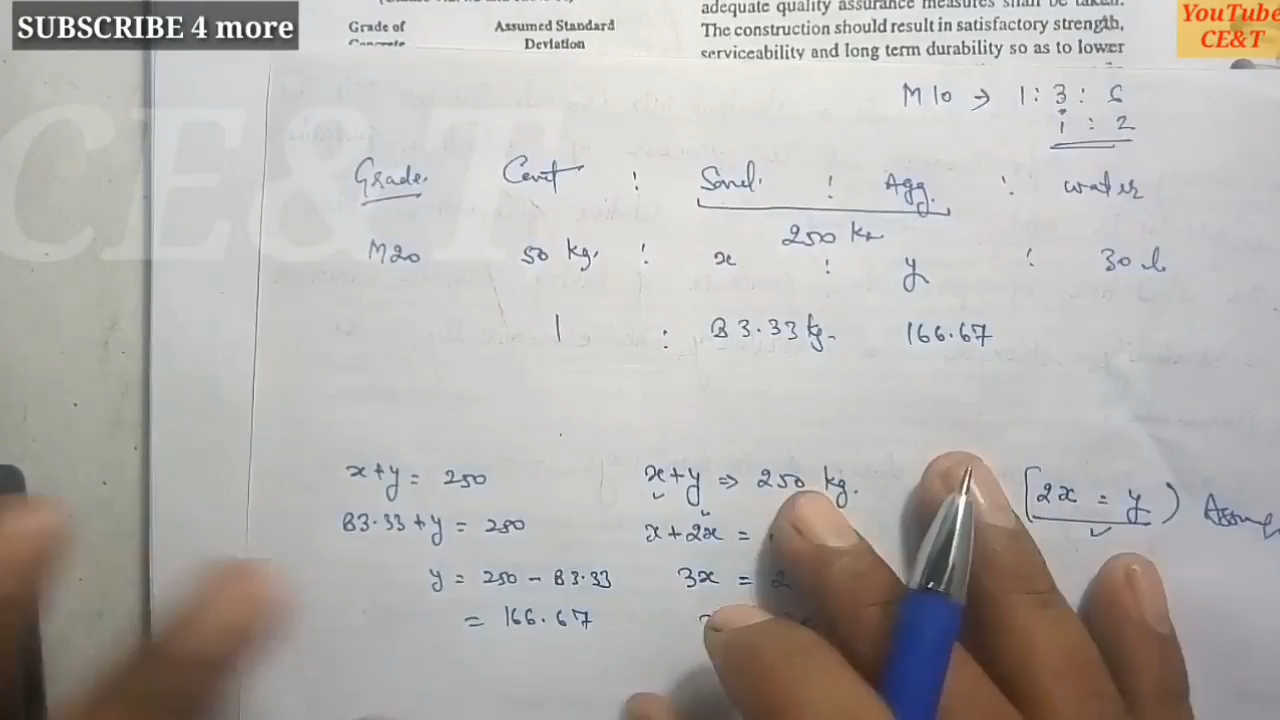 SUBSCRIBE 4 more
YouTube
CE&T
Grade of
Concrete
Assumed Standard
Deviation
adequate quality assurance measures shall be taken.
The construction should result in satisfactory strength,
serviceability and long term durability so as to lower
CE&T
M10 → 1 : 3 : 6
1 : 2
Grade. Cemt : Sand. : Agg. : water
250 kg
M20 50 kg. : x : y : 30 l
1 : 83.33 kg. 166.67
x+y = 250
83.33 + y = 250
y = 250 - 83.33
= 166.67
x+y ⇒ 250 kg.
x + 2x =
3x = 2
[2x = y) Assume